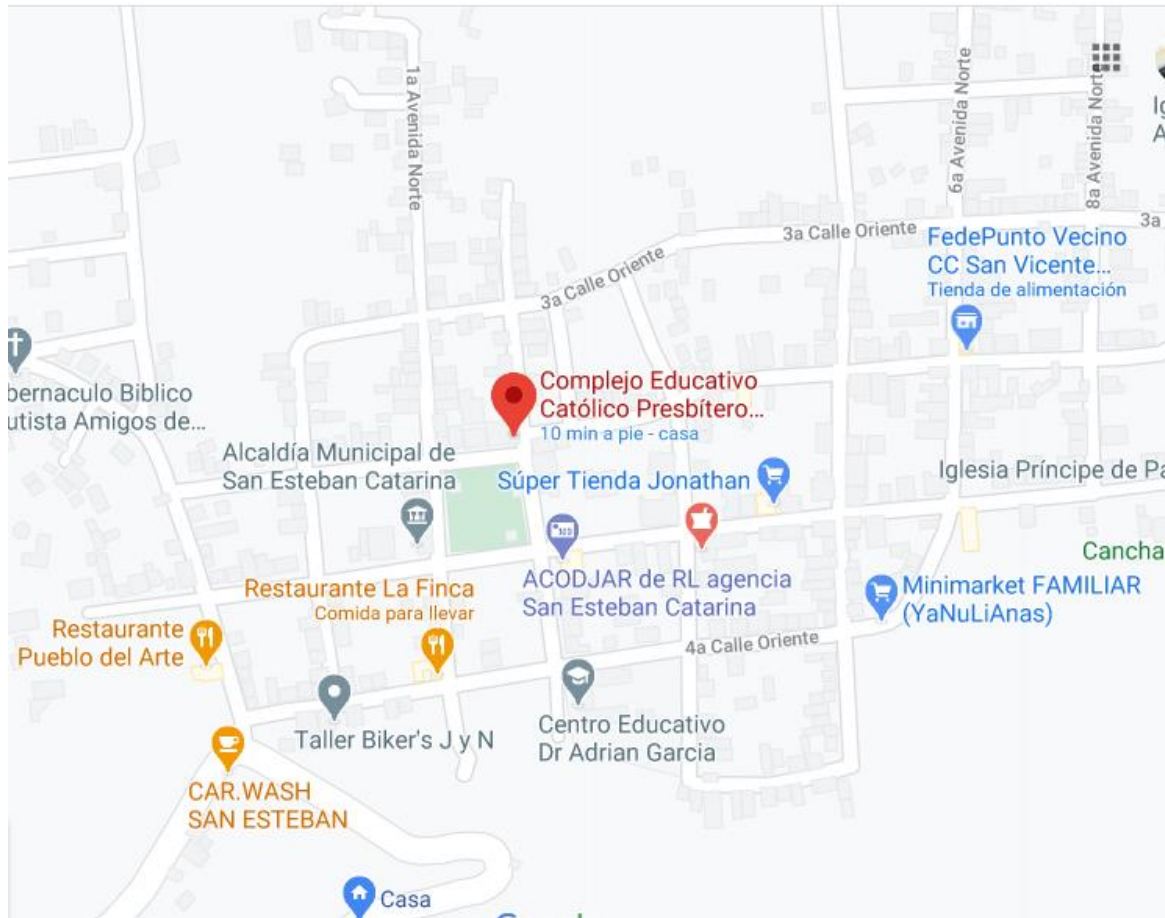 1a Avenida Norte
6a Avenida Norte
8a Avenida Norte
3a Calle Oriente
3a Calle Oriente
3a
FedePunto Vecino
CC San Vicente...
Tienda de alimentación
Complejo Educativo
Católico Presbítero...
10 min a pie - casa
bernaculo Biblico
utista Amigos de...
Alcaldía Municipal de
San Esteban Catarina
Súper Tienda Jonathan
Iglesia Príncipe de Pa
Cancha
ACODJAR de RL agencia
San Esteban Catarina
Restaurante La Finca
Comida para llevar
Minimarket FAMILIAR
(YaNuLiAnas)
Restaurante
Pueblo del Arte
4a Calle Oriente
Centro Educativo
Dr Adrian Garcia
Taller Biker's J y N
CAR.WASH
SAN ESTEBAN
Casa